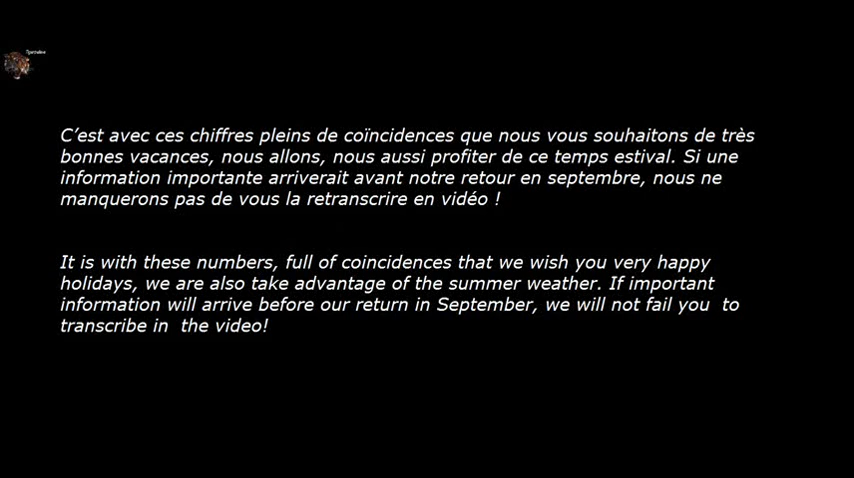 C’est avec ces chiffres pleins de coïncidences que nous vous souhaitons de très
bonnes vacances, nous allons, nous aussi profiter de ce temps estival. Si une
information importante arriverait avant notre retour en septembre, nous ne
manquerons pas de vous la retranscrire en vidéo !
It is with these numbers, full of coincidences that we wish you very happy
holidays, we are also take advantage of the summer weather. If important
information will arrive before our return in September, we will not fail you  to
transcribe in  the video!